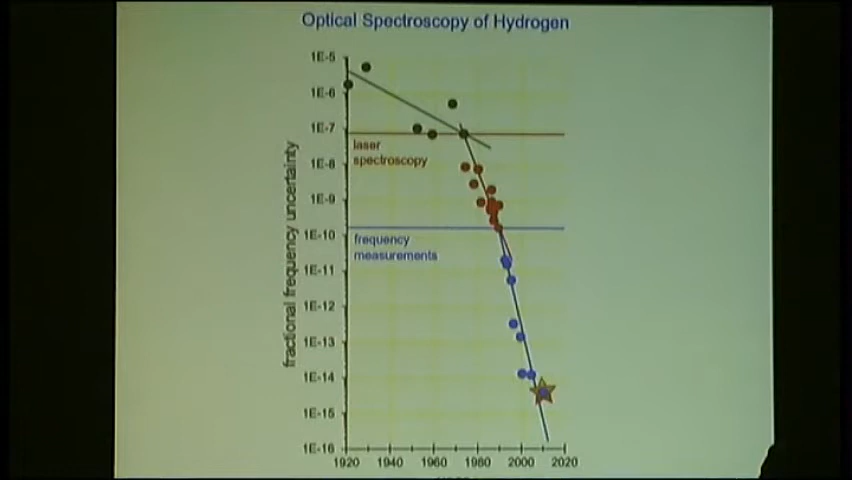 Optical Spectroscopy of Hydrogen
1E-5
1E-6
1E-7
laser
spectroscopy
1E-8
1E-9
1E-10
frequency
measurements
1E-11
1E-12
1E-13
1E-14
1E-15
1E-16
fractional frequency uncertainty
1920 1940 1960 1980 2000 2020